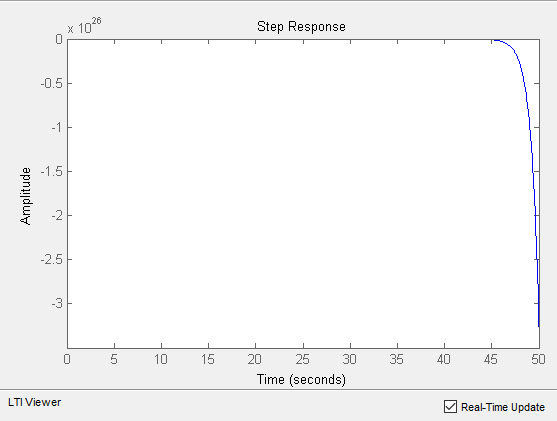 x 10^26
Step Response
0
-0.5
-1
-1.5
-2
-2.5
-3
Amplitude
0 5 10 15 20 25 30 35 40 45 50
Time (seconds)
LTI Viewer
Real-Time Update